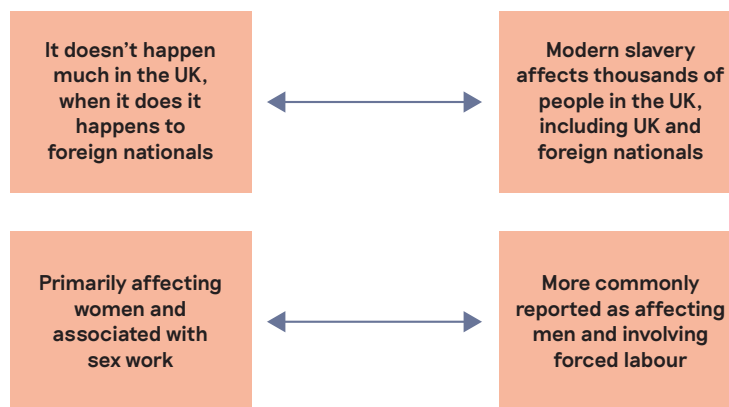 It doesn’t happen
much in the UK,
when it does it
happens to
foreign nationals
Modern slavery
affects thousands of
people in the UK,
including UK and
foreign nationals
Primarily affecting
women and
associated with
sex work
More commonly
reported as affecting
men and involving
forced labour